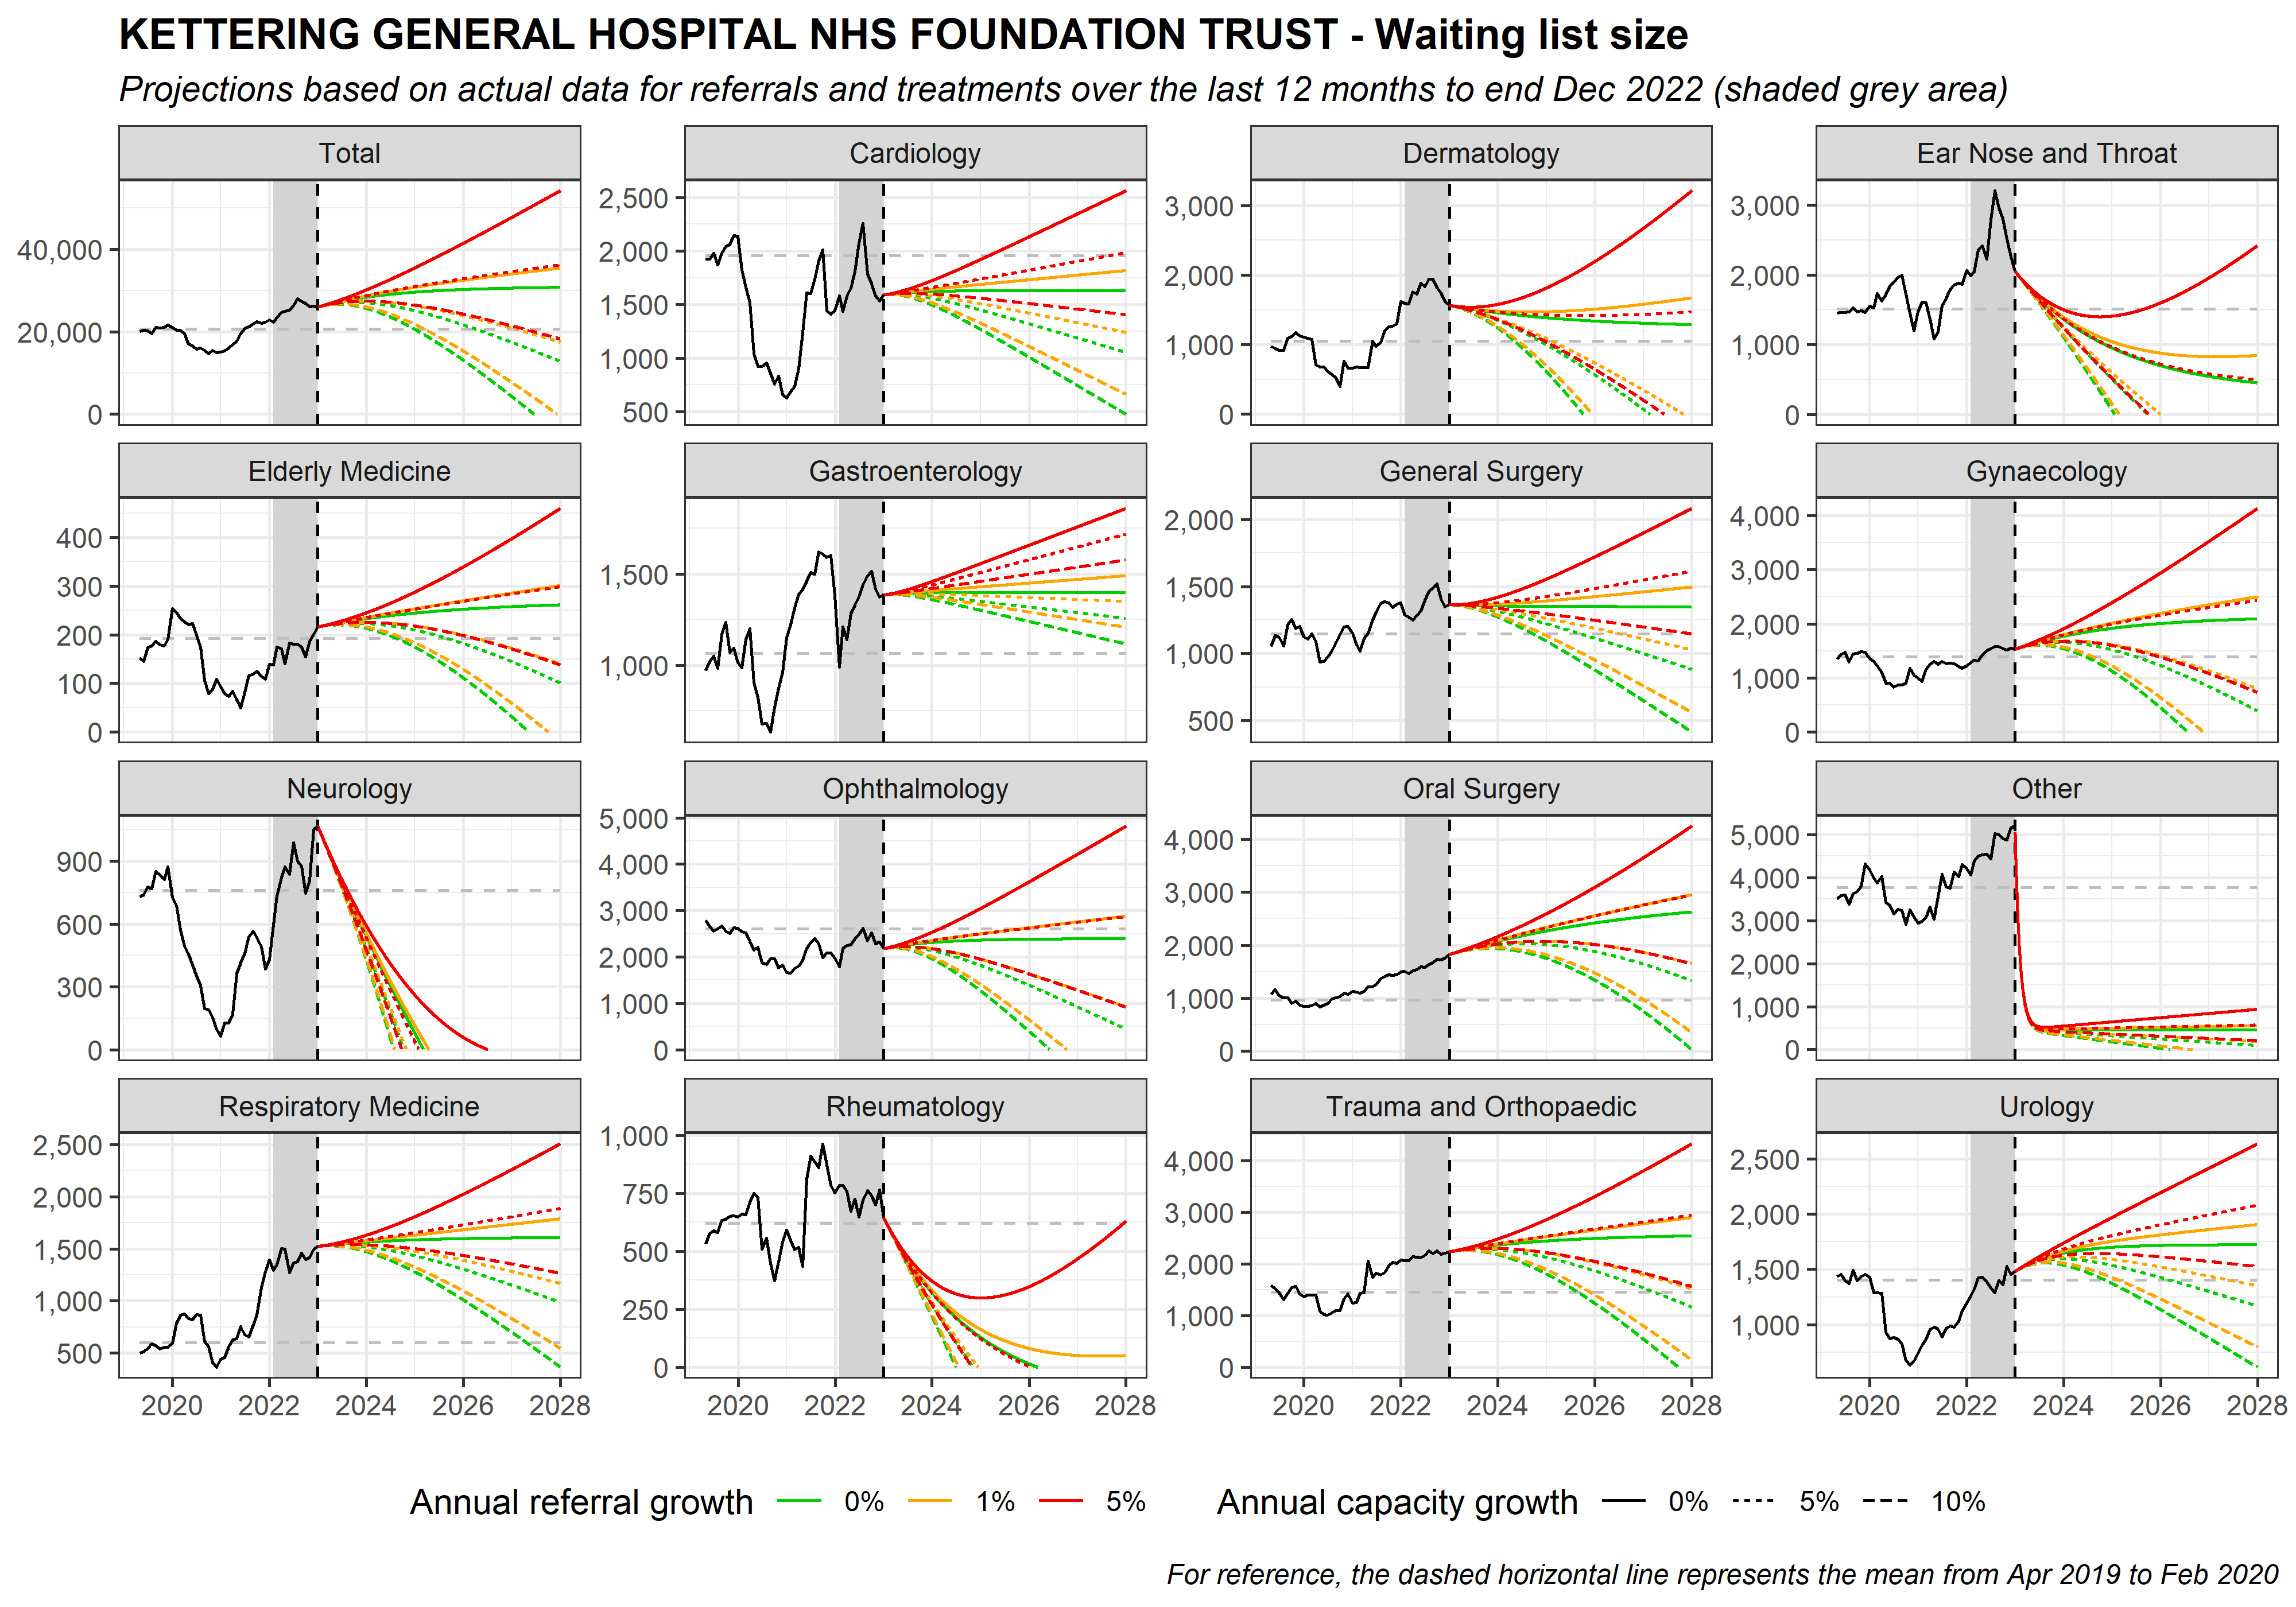 KETTERING GENERAL HOSPITAL NHS FOUNDATION TRUST - Waiting list size
Projections based on actual data for referrals and treatments over the last 12 months to end Dec 2022 (shaded grey area)
Total
Cardiology
Dermatology
Ear Nose and Throat
40,000
20,000
0
2,500
2,000
1,500
1,000
500
3,000
2,000
1,000
0
3,000
2,000
1,000
0
Elderly Medicine
Gastroenterology
General Surgery
Gynaecology
400
300
200
100
0
1,500
1,000
2,000
1,500
1,000
500
4,000
3,000
2,000
1,000
0
Neurology
Ophthalmology
Oral Surgery
Other
900
600
300
0
5,000
4,000
3,000
2,000
1,000
0
4,000
3,000
2,000
1,000
0
5,000
4,000
3,000
2,000
1,000
0
Respiratory Medicine
Rheumatology
Trauma and Orthopaedic
Urology
2,500
2,000
1,500
1,000
500
1,000
750
500
250
0
4,000
3,000
2,000
1,000
0
2,500
2,000
1,500
1,000
2020 2022 2024 2026 2028
2020 2022 2024 2026 2028
2020 2022 2024 2026 2028
2020 2022 2024 2026 2028
Annual referral growth 0% 1% 5%
Annual capacity growth 0% 5% 10%
For reference, the dashed horizontal line represents the mean from Apr 2019 to Feb 2020